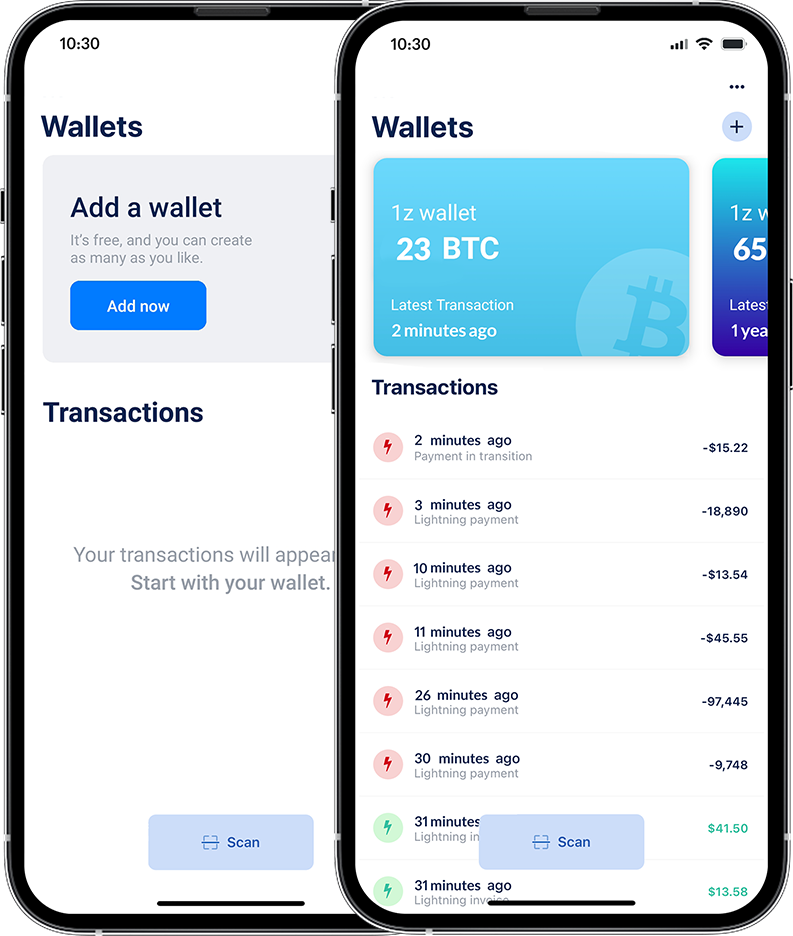 10:30
Wallets
Add a wallet
It's free, and you can create
as many as you like.
Add now
Transactions
Your transactions will appear
Start with your wallet.
Scan
10:30
Wallets
1z wallet
23 BTC
Latest Transaction
2 minutes ago
1z w
65
Latest
1 yea
Transactions
2 minutes ago
Payment in transition
-$15.22
3 minutes ago
Lightning payment
-18,890
10 minutes ago
Lightning payment
-$13.54
11 minutes ago
Lightning payment
-$45.55
26 minutes ago
Lightning payment
-97,445
30 minutes ago
Lightning payment
-9,748
31 minutes
Lightning in
$41.50
Scan
31 minutes ago
Lightning invoice
$13.58